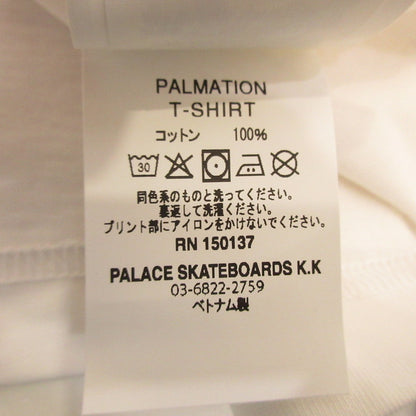 PALMATION
T-SHIRT
コットン 100%
30
同色系のものと洗ってください。
裏返して洗濯ください。
プリント部にアイロンをかけないでください。
RN 150137
PALACE SKATEBOARDS K.K
03-6822-2759
ベトナム製